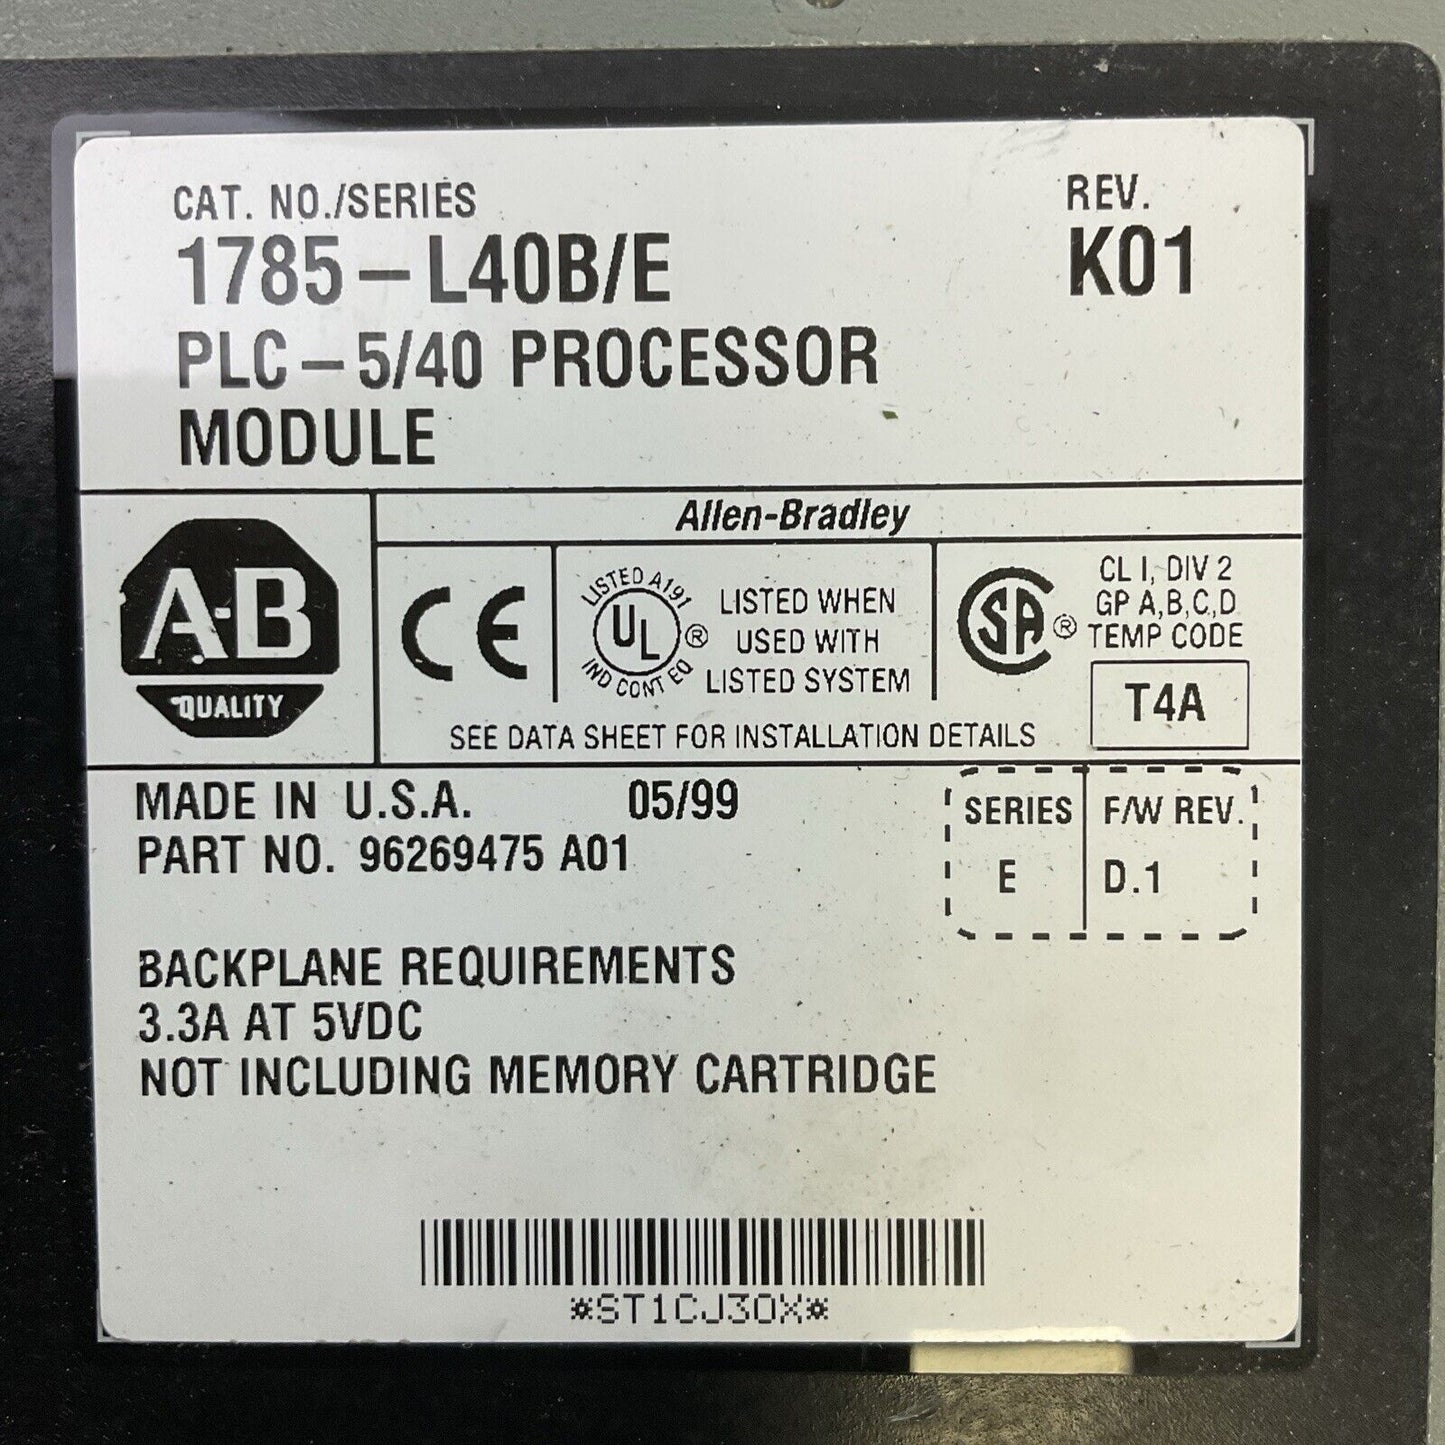 CAT. NO./SERIES
REV.
1785-L40B/E
K01
PLC-5/40 PROCESSOR
MODULE
Allen-Bradley
A-B
QUALITY
CE
LISTED A191
UL ®
IND CONT EQ
LISTED WHEN
USED WITH
LISTED SYSTEM
SA ®
CL I, DIV 2
GP A,B,C,D
TEMP CODE
T4A
SEE DATA SHEET FOR INSTALLATION DETAILS
MADE IN U.S.A. 05/99
PART NO. 96269475 A01
SERIES F/W REV.
E D.1
BACKPLANE REQUIREMENTS
3.3A AT 5VDC
NOT INCLUDING MEMORY CARTRIDGE
*ST1CJ30X*